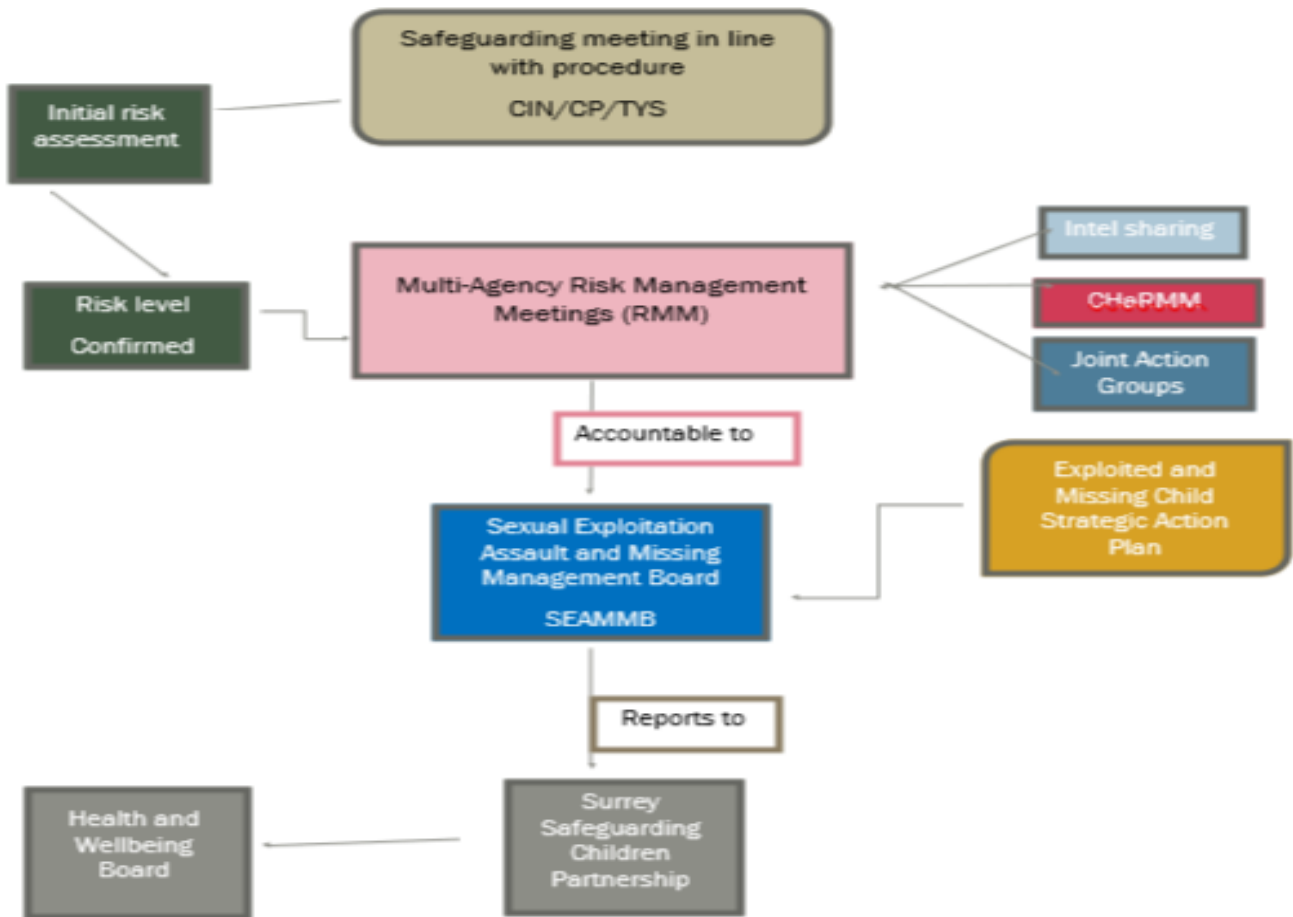 Safeguarding meeting in line
with procedure
CIN/CP/TYS
Initial risk
assessment
Intel sharing
Multi-Agency Risk Management
Meetings (RMM)
CHePMM
Risk level
Confirmed
Joint Action
Groups
Accountable to
Exploited and
Missing Child
Strategic Action
Plan
Sexual Exploitation
Assault and Missing
Management Board
SEAMMB
Reports to
Surrey
Safeguarding
Children
Partnership
Health and
Wellbeing
Board